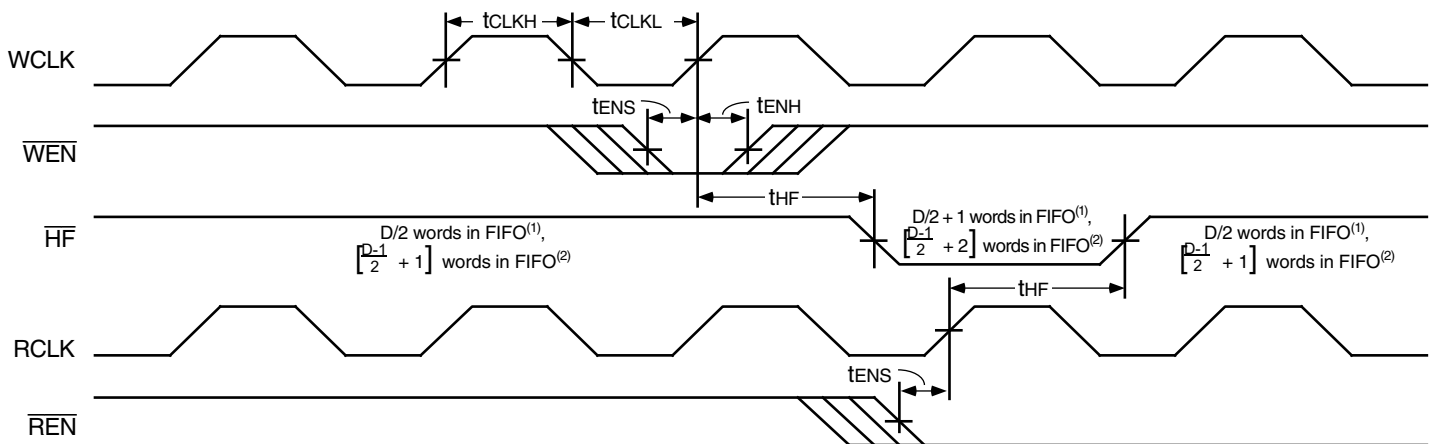 tCLKH
tCLKL
WCLK
tENS
tENH
WEN
tHF
HF
D/2 words in FIFO(1),
[D-1/2 + 1] words in FIFO(2)
D/2 + 1 words in FIFO(1),
[D-1/2 + 2] words in FIFO(2)
D/2 words in FIFO(1),
[D-1/2 + 1] words in FIFO(2)
tHF
RCLK
tENS
REN